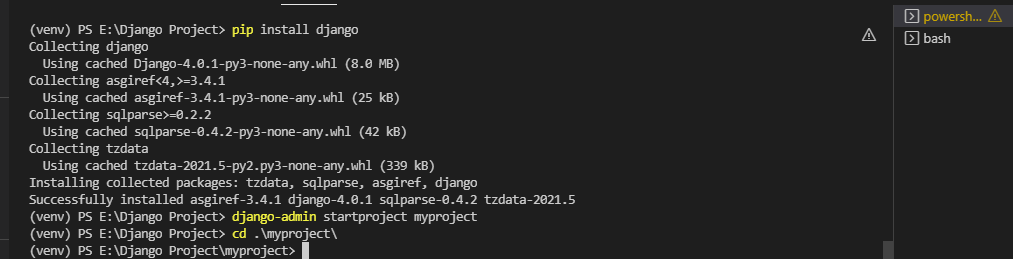 (venv) PS E:\Django Project> pip install django
Collecting django
  Using cached Django-4.0.1-py3-none-any.whl (8.0 MB)
Collecting asgiref<4,>=3.4.1
  Using cached asgiref-3.4.1-py3-none-any.whl (25 kB)
Collecting sqlparse>=0.2.2
  Using cached sqlparse-0.4.2-py3-none-any.whl (42 kB)
Collecting tzdata
  Using cached tzdata-2021.5-py2.py3-none-any.whl (339 kB)
Installing collected packages: tzdata, sqlparse, asgiref, django
Successfully installed asgiref-3.4.1 django-4.0.1 sqlparse-0.4.2 tzdata-2021.5
(venv) PS E:\Django Project> django-admin startproject myproject
(venv) PS E:\Django Project> cd .\myproject\
(venv) PS E:\Django Project\myproject>
powersh...
bash